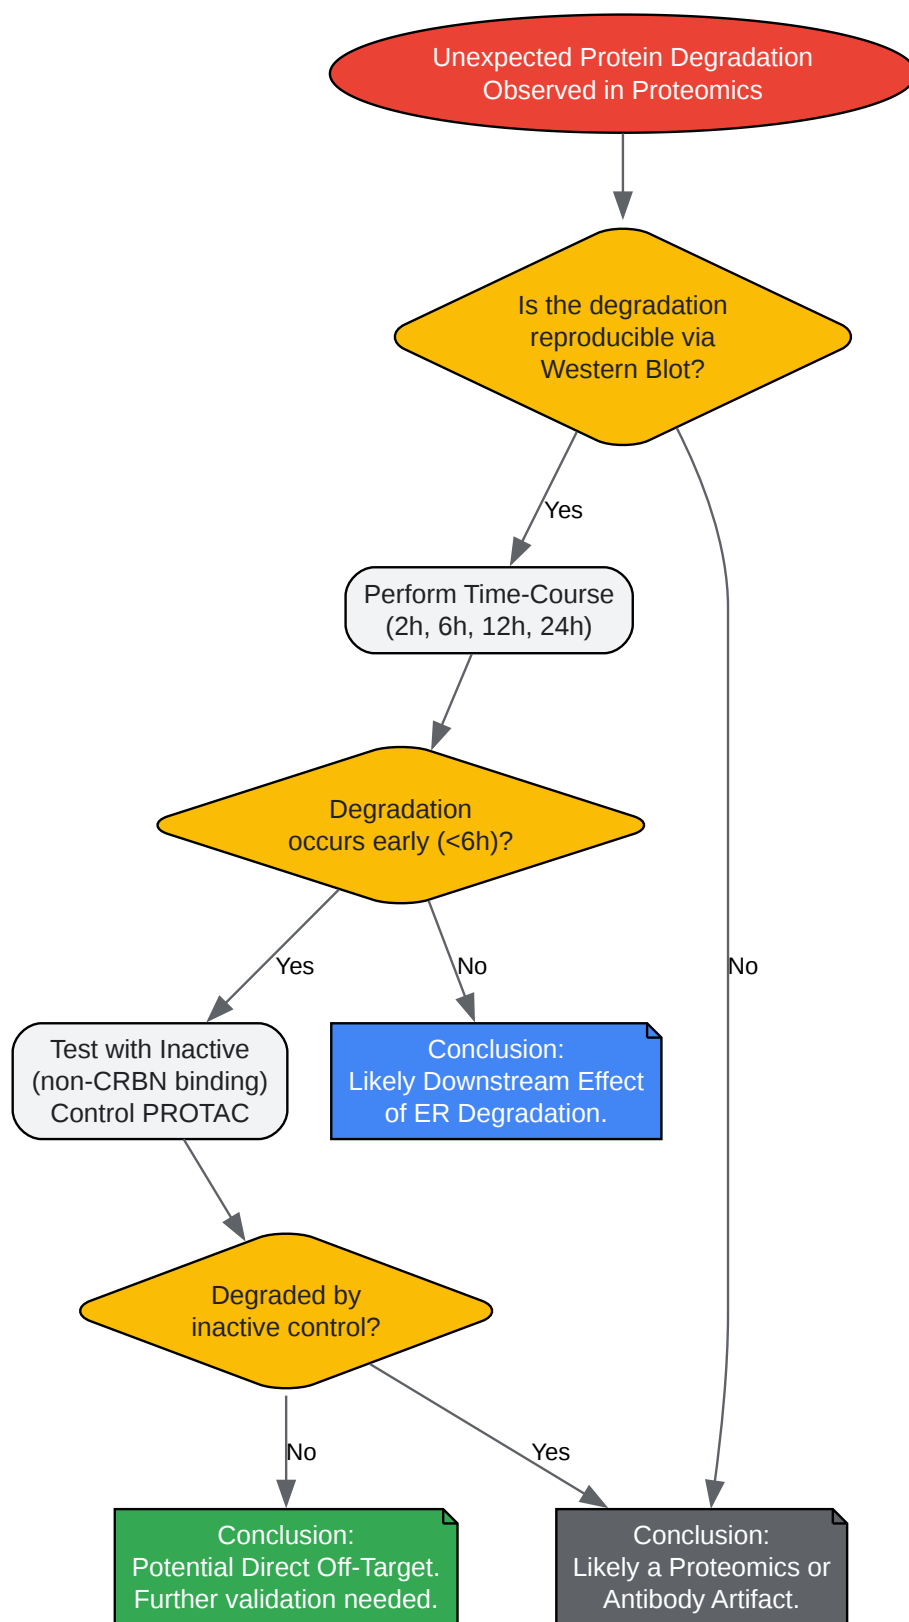 Unexpected Protein Degradation
Observed in Proteomics
Is the degradation
reproducible via
Western Blot?
Yes
Perform Time-Course
(2h, 6h, 12h, 24h)
Degradation
occurs early (<6h)?
Yes
No
No
Test with Inactive
(non-CRBN binding)
Control PROTAC
Conclusion:
Likely Downstream Effect
of ER Degradation.
Degraded by
inactive control?
No
Yes
Conclusion:
Potential Direct Off-Target.
Further validation needed.
Conclusion:
Likely a Proteomics or
Antibody Artifact.